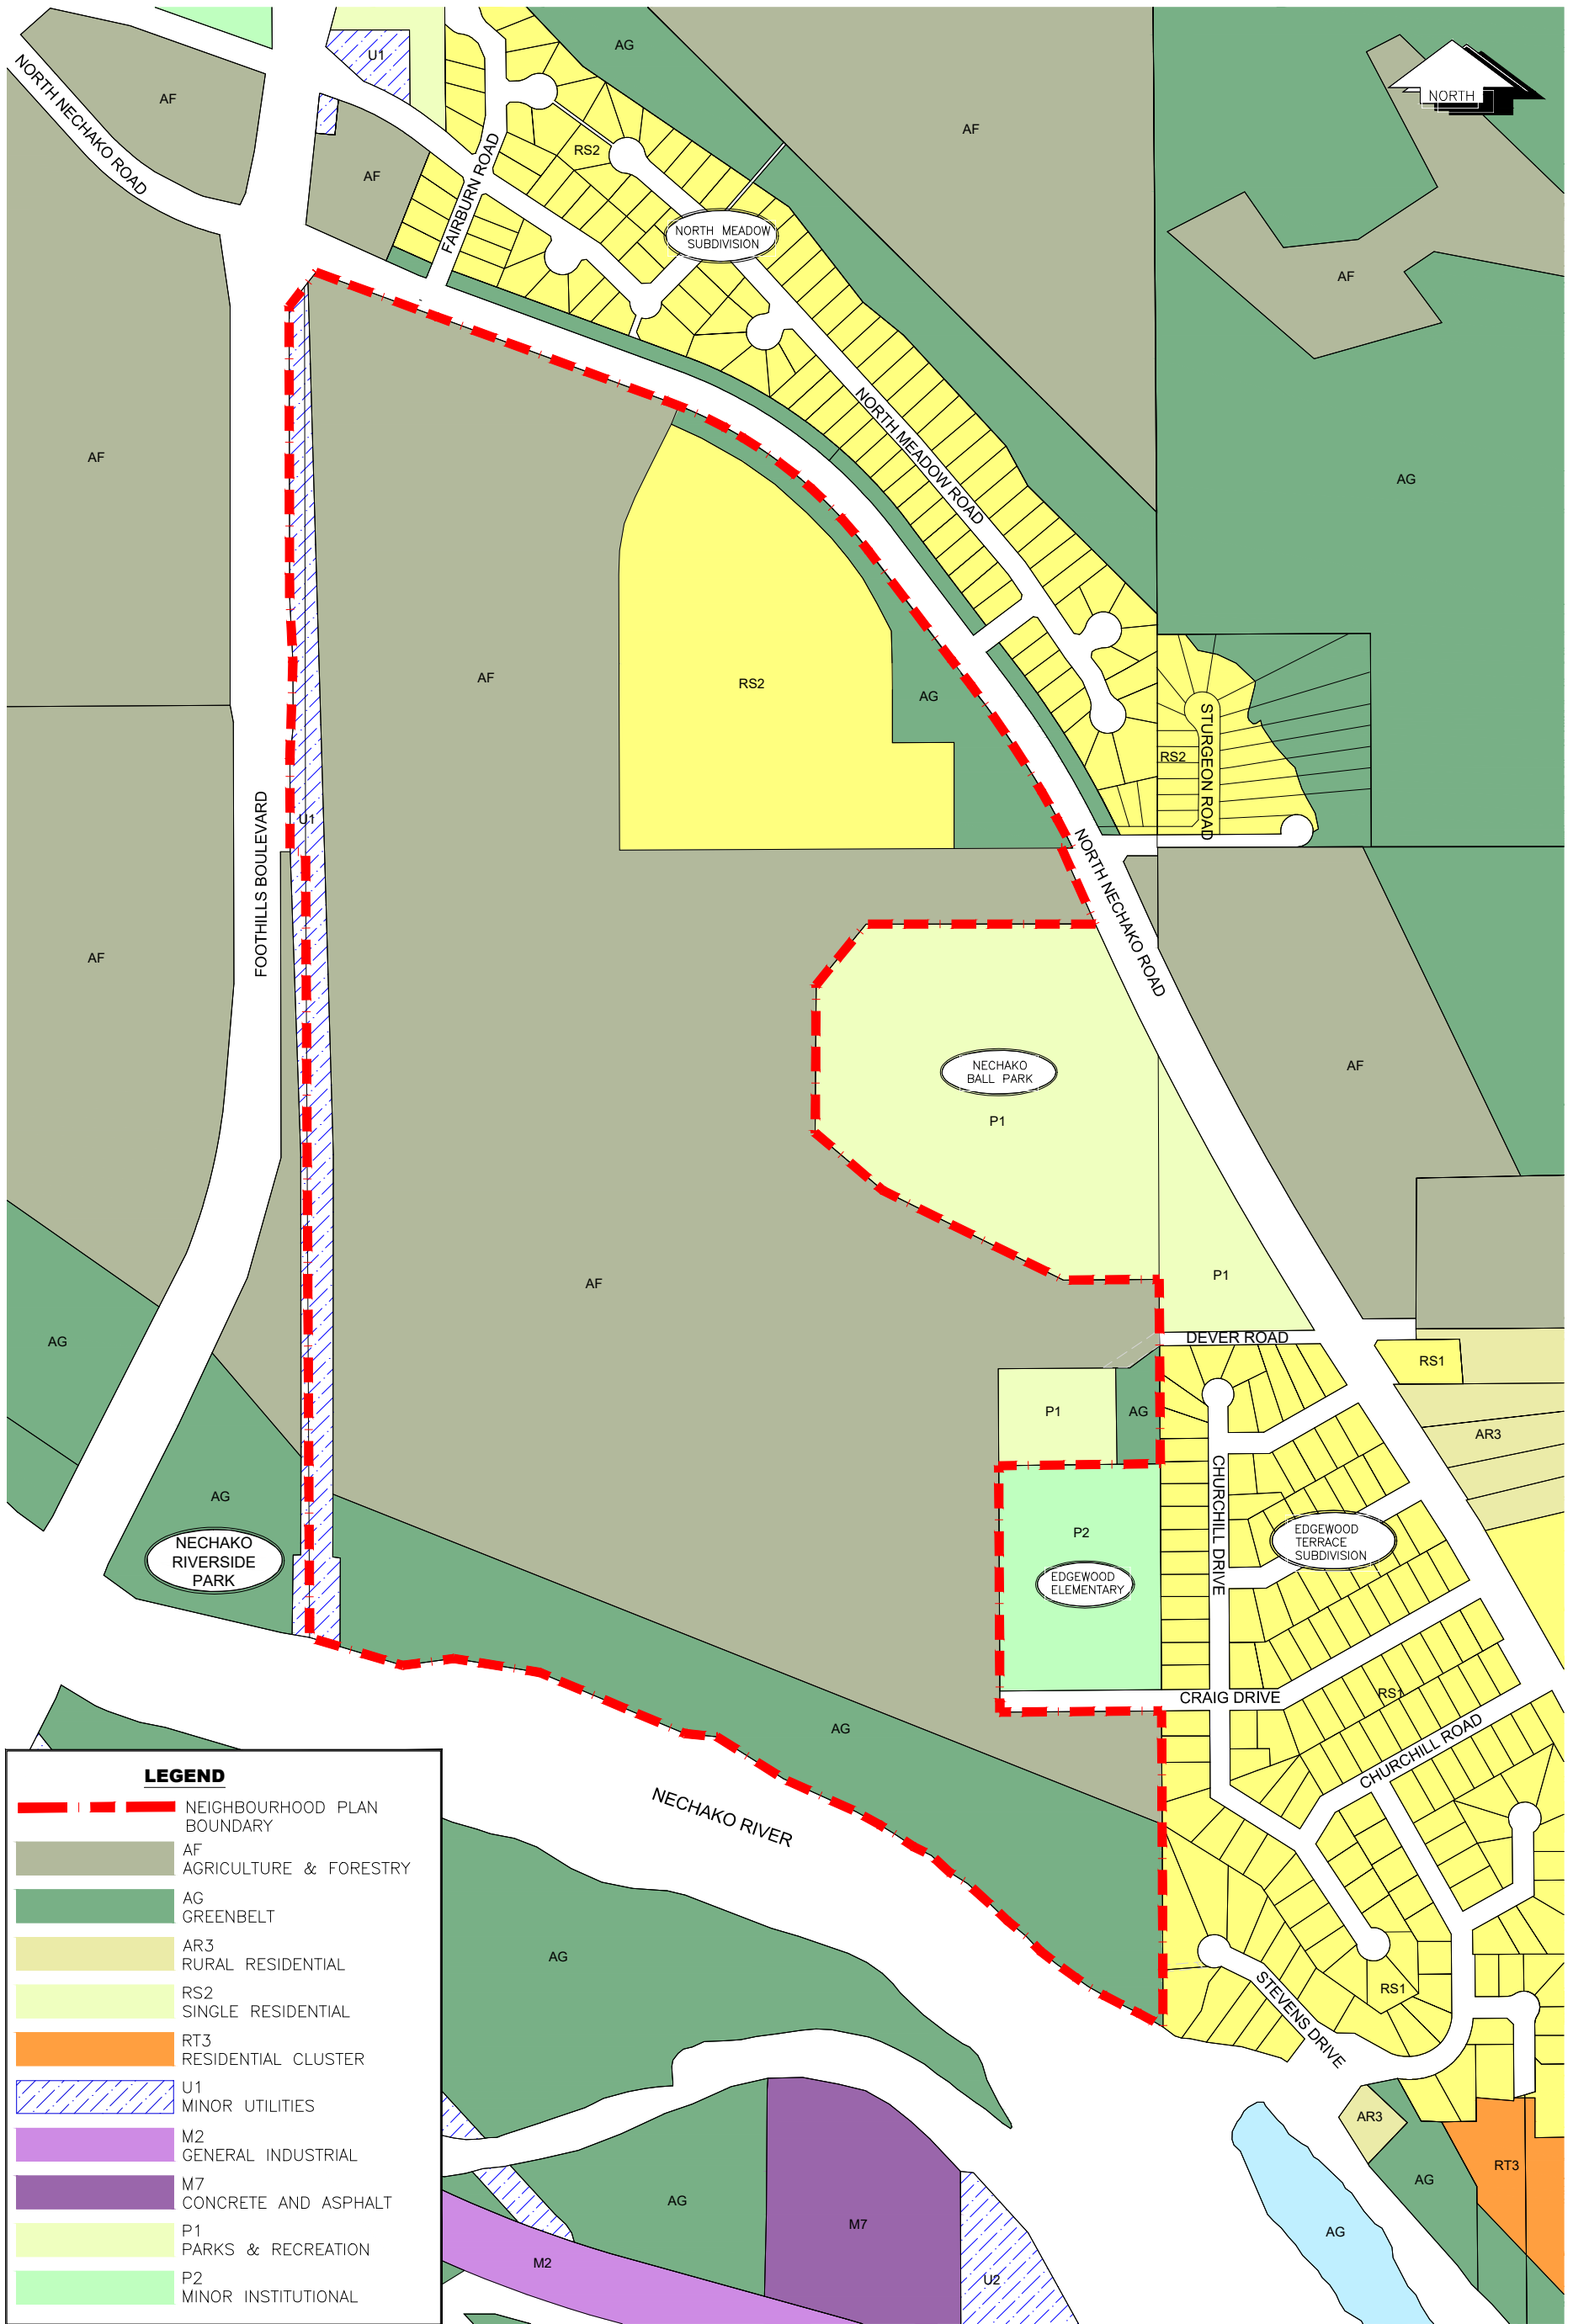 U1
AG
AF
AF
NORTH
NORTH NECHAKO ROAD
AF
FAIRBURN ROAD
RS2
NORTH MEADOW
SUBDIVISION
AF
AF
NORTH MEADOW ROAD
AG
AF
RS2
AG
STURGEON ROAD
RS2
FOOTHILLS BOULEVARD
U1
NORTH NECHAKO ROAD
AF
NECHAKO
BALL PARK
P1
AF
AF
P1
AG
DEVER ROAD
RS1
P1
AG
AR3
CHURCHILL DRIVE
AG
NECHAKO
RIVERSIDE
PARK
P2
EDGEWOOD
ELEMENTARY
EDGEWOOD
TERRACE
SUBDIVISION
CRAIG DRIVE
RS1
CHURCHILL ROAD
AG
NECHAKO RIVER
LEGEND
NEIGHBOURHOOD PLAN
BOUNDARY
AF
AGRICULTURE & FORESTRY
AG
GREENBELT
AR3
RURAL RESIDENTIAL
RS2
SINGLE RESIDENTIAL
RT3
RESIDENTIAL CLUSTER
U1
MINOR UTILITIES
M2
GENERAL INDUSTRIAL
M7
CONCRETE AND ASPHALT
P1
PARKS & RECREATION
P2
MINOR INSTITUTIONAL
AG
RS1
STEVENS DRIVE
AR3
AG
RT3
AG
M7
AG
M2
U2